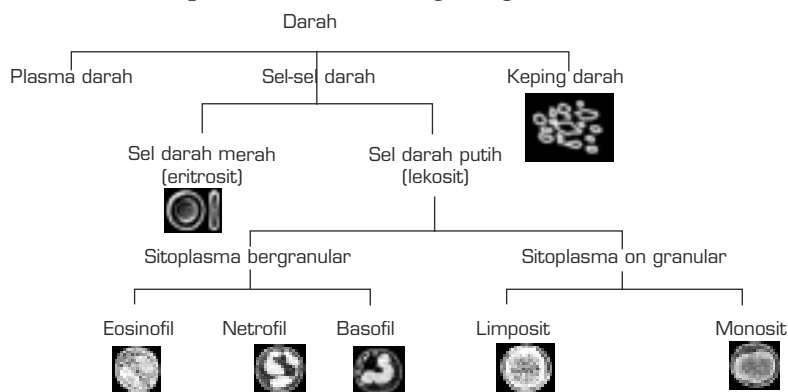 Darah
Plasma darah Sel-sel darah Keping darah
Sel darah merah
(eritrosit)
Sel darah putih
(lekosit)
Sitoplasma bergranular Sitoplasma on granular
Eosinofil Netrofil Basofil Limposit Monosit